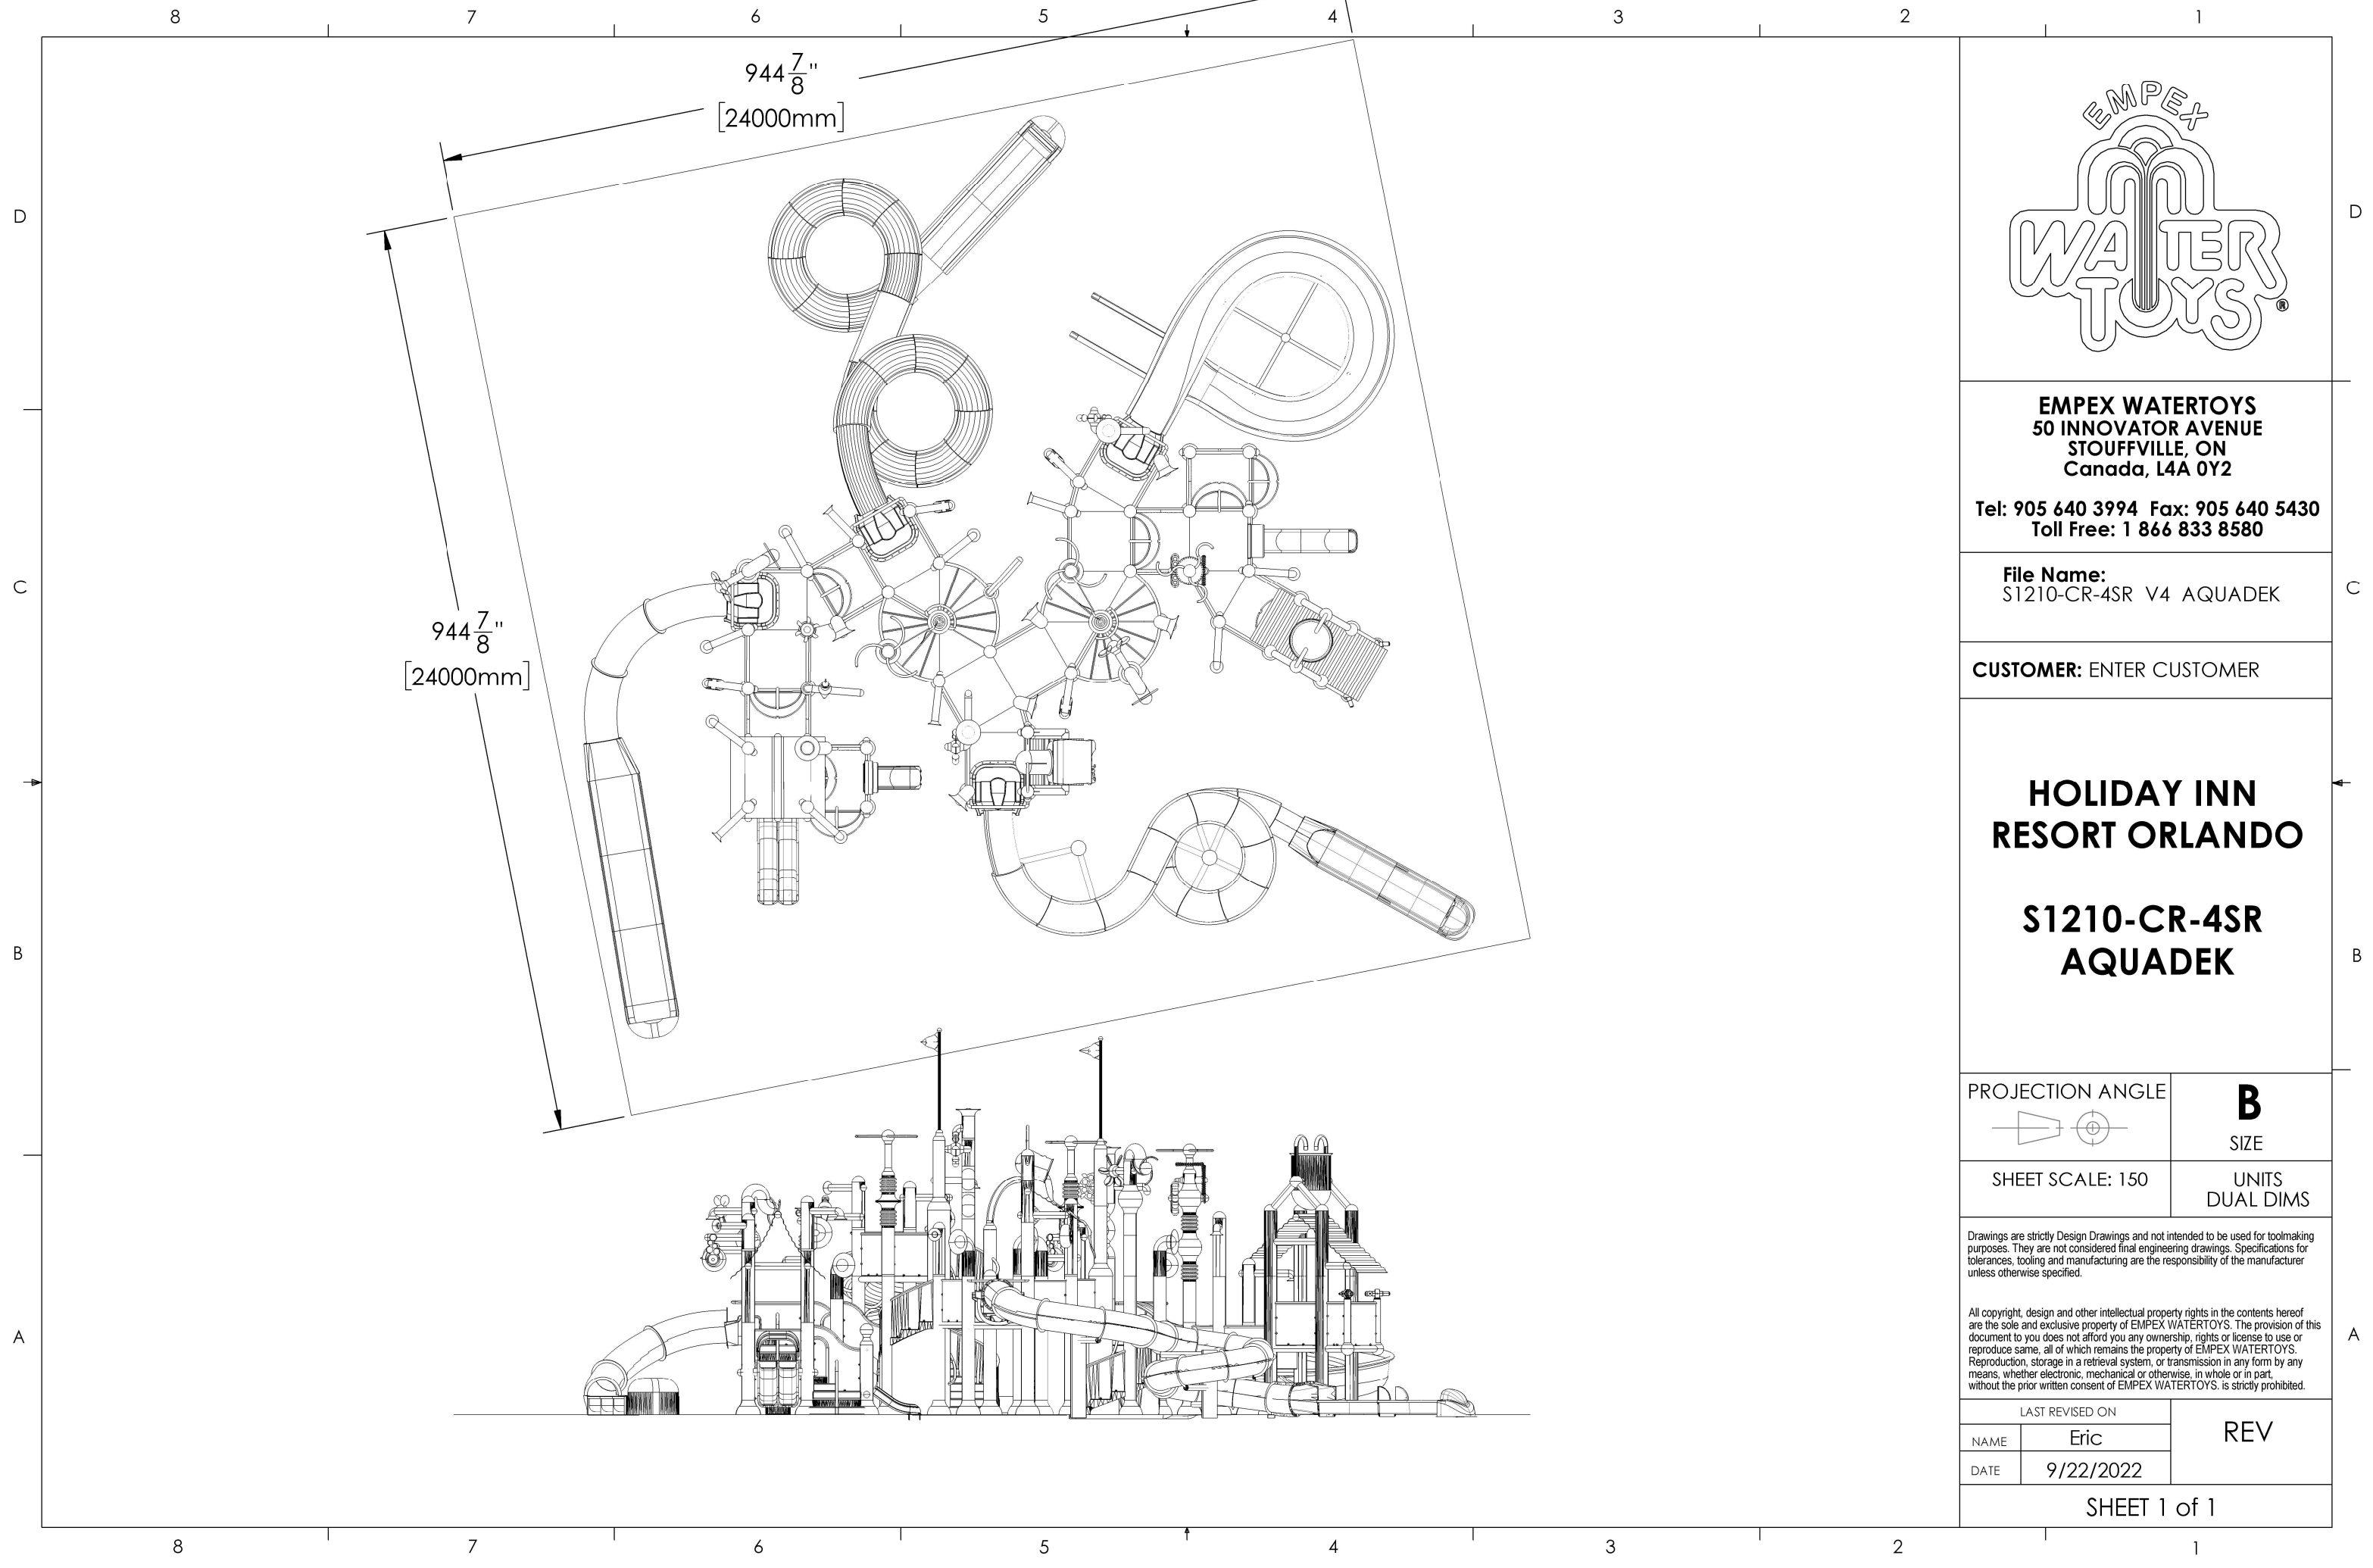 8 7 6 5 4 3 2 1
D
C
B
A
D
C
B
A
8 7 6 5 4 3 2 1
944 7/8"
[24000mm]
944 7/8"
[24000mm]
EMPEX
WATER
TOYS®
EMPEX WATERTOYS
50 INNOVATOR AVENUE
STOUFFVILLE, ON
Canada, L4A 0Y2
Tel: 905 640 3994 Fax: 905 640 5430
Toll Free: 1 866 833 8580
File Name:
S1210-CR-4SR V4 AQUADEK
CUSTOMER: ENTER CUSTOMER
HOLIDAY INN
RESORT ORLANDO
S1210-CR-4SR
AQUADEK
PROJECTION ANGLE
B
SIZE
SHEET SCALE: 150
UNITS
DUAL DIMS
Drawings are strictly Design Drawings and not intended to be used for toolmaking
purposes. They are not considered final engineering drawings. Specifications for
tolerances, tooling and manufacturing are the responsibility of the manufacturer
unless otherwise specified.
All copyright, design and other intellectual property rights in the contents hereof
are the sole and exclusive property of EMPEX WATERTOYS. The provision of this
document to you does not afford you any ownership, rights or license to use or
reproduce same, all of which remains the property of EMPEX WATERTOYS.
Reproduction, storage in a retrieval system, or transmission in any form by any
means, whether electronic, mechanical or otherwise, in whole or in part,
without the prior written consent of EMPEX WATERTOYS. is strictly prohibited.
LAST REVISED ON
NAME Eric
DATE 9/22/2022
REV
SHEET 1 of 1